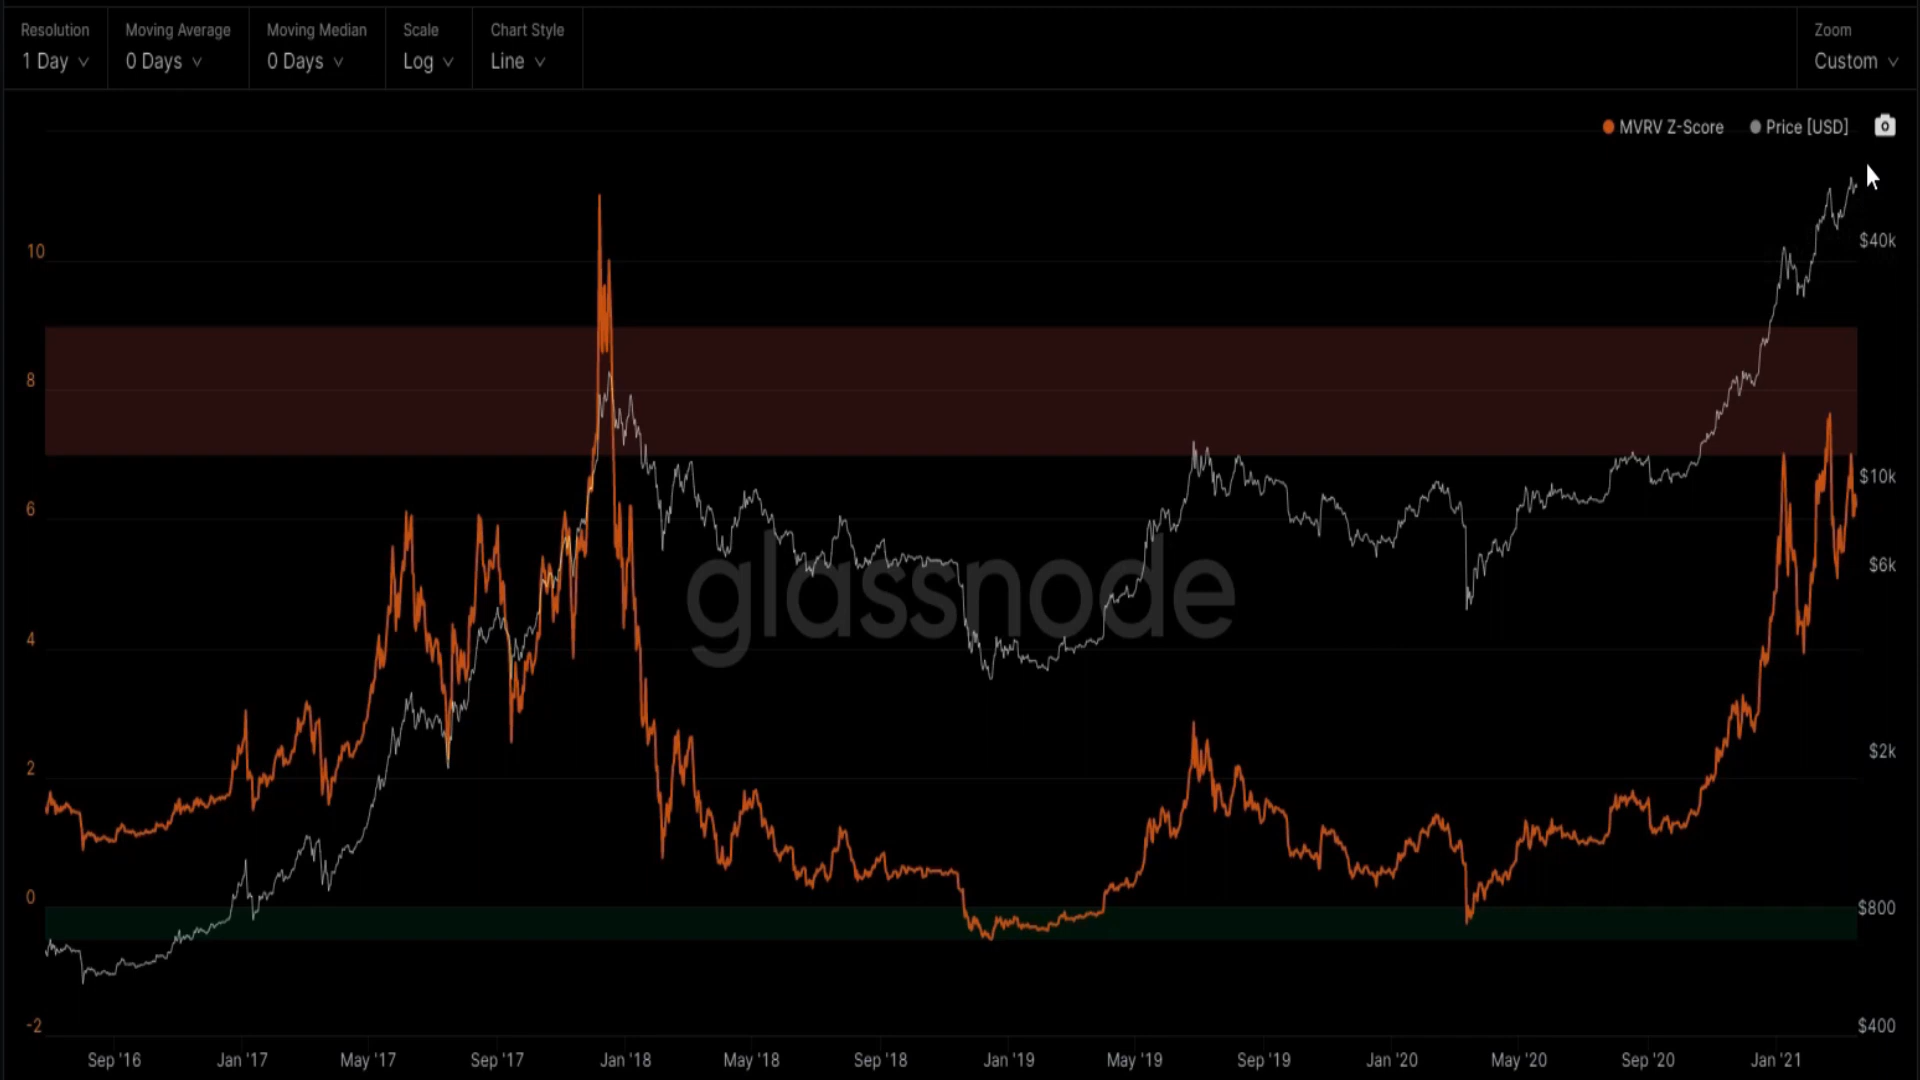 Resolution Moving Average Moving Median Scale Chart Style Zoom
1 Day 0 Days 0 Days Log Line Custom
MVRV Z-Score Price [USD]
10 $40k
8
6 $10k
$6k
4
2 $2k
0 $800
-2 $400
glassnode
Sep '16 Jan '17 May '17 Sep '17 Jan '18 May '18 Sep '18 Jan '19 May '19 Sep '19 Jan '20 May '20 Sep '20 Jan '21